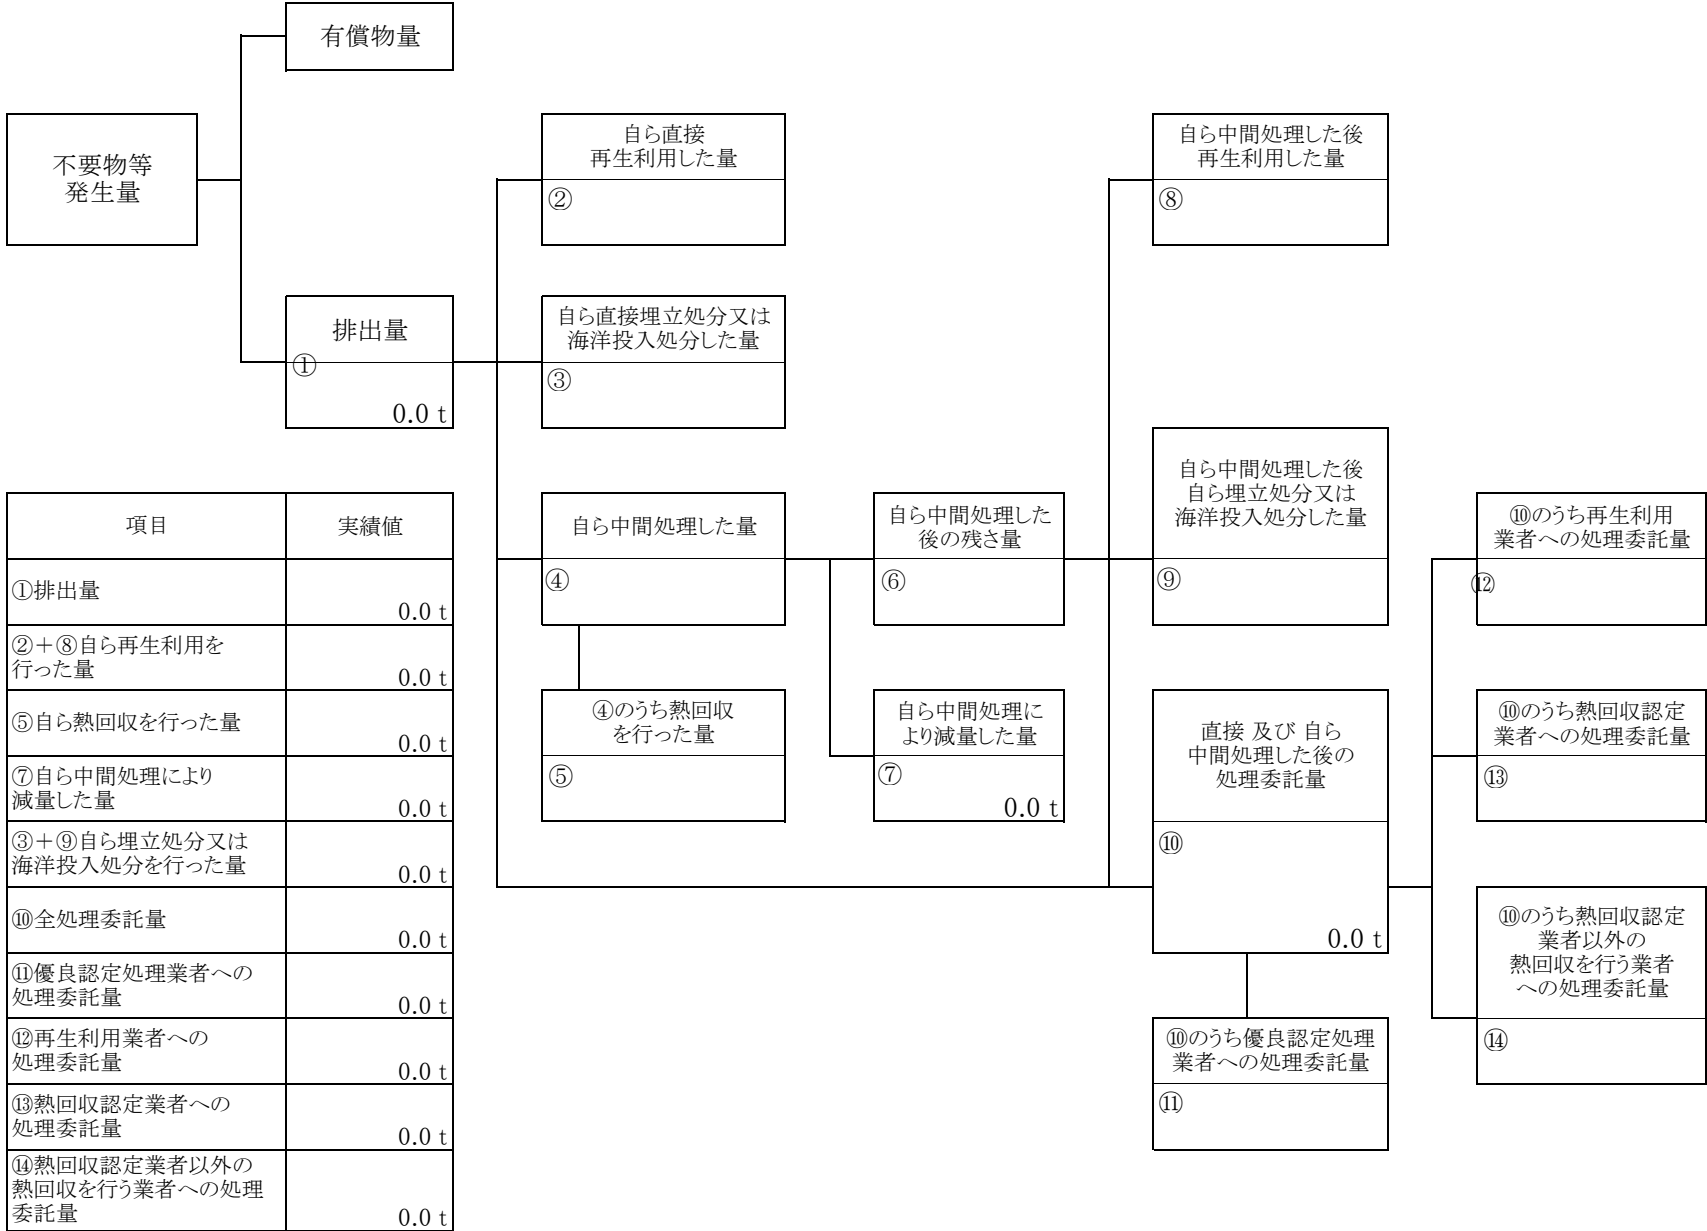 有償物量
不要物等
発生量
自ら直接
再生利用した量
②
自ら中間処理した後
再生利用した量
⑧
排出量
①
0.0 t
自ら直接埋立処分又は
海洋投入処分した量
③
項目
実績値
①排出量
0.0 t
②＋⑧自ら再生利用を
行った量
0.0 t
⑤自ら熱回収を行った量
0.0 t
⑦自ら中間処理により
減量した量
0.0 t
③＋⑨自ら埋立処分又は
海洋投入処分を行った量
0.0 t
⑩全処理委託量
0.0 t
⑪優良認定処理業者への
処理委託量
0.0 t
⑫再生利用業者への
処理委託量
0.0 t
⑬熱回収認定業者への
処理委託量
0.0 t
⑭熱回収認定業者以外の
熱回収を行う業者への処理
委託量
0.0 t
自ら中間処理した量
④
④のうち熱回収
を行った量
⑤
自ら中間処理した
後の残さ量
⑥
自ら中間処理に
より減量した量
⑦
0.0 t
自ら中間処理した後
自ら埋立処分又は
海洋投入処分した量
⑨
直接 及び 自ら
中間処理した後の
処理委託量
⑩
0.0 t
⑩のうち優良認定処理
業者への処理委託量
⑪
⑩のうち再生利用
業者への処理委託量
⑫
⑩のうち熱回収認定
業者への処理委託量
⑬
⑩のうち熱回収認定
業者以外の
熱回収を行う業者
への処理委託量
⑭